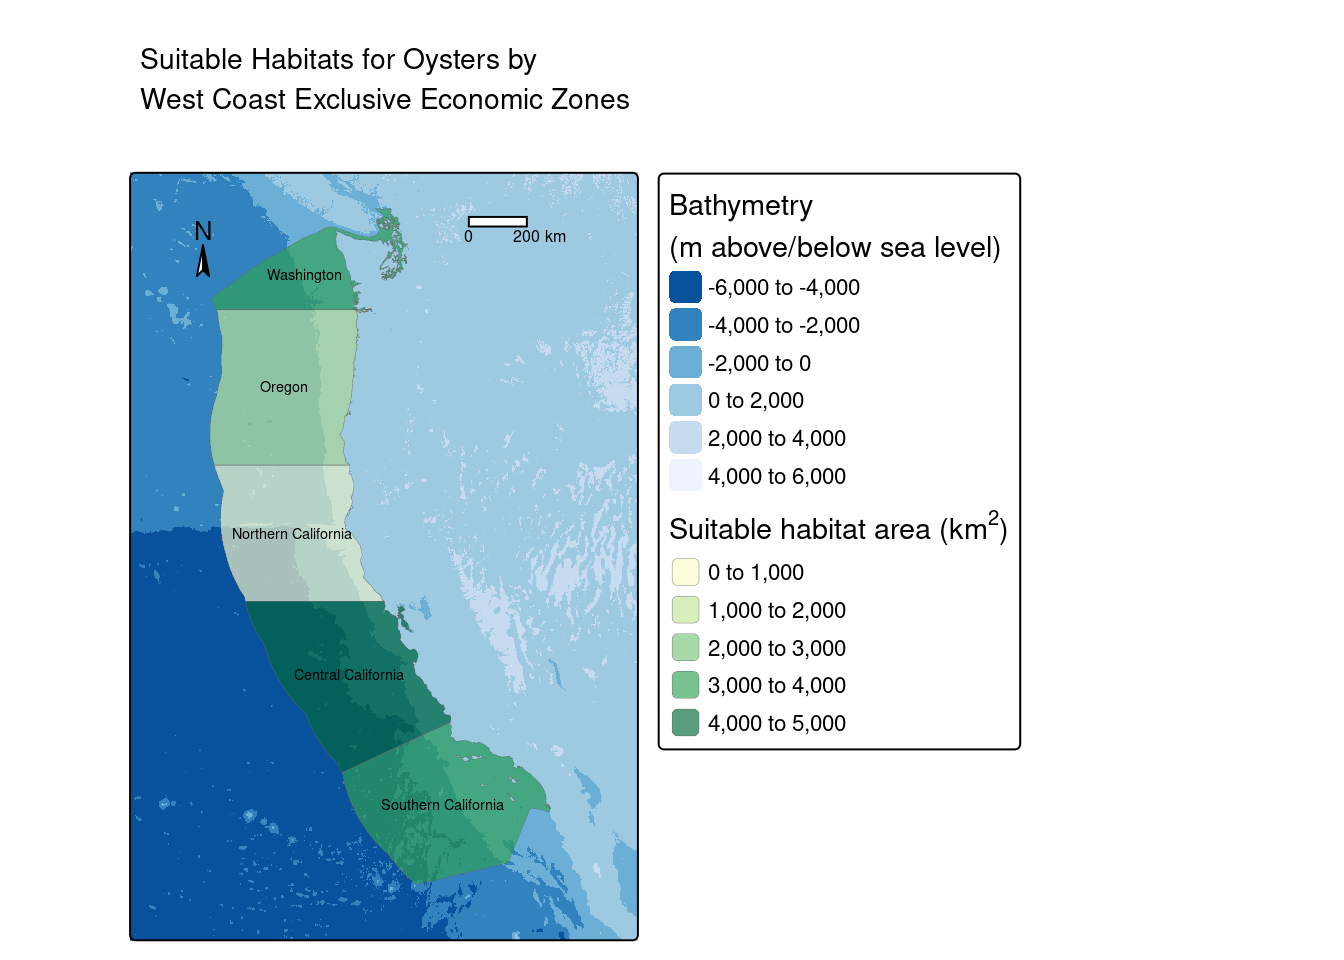 Suitable Habitats for Oysters by
West Coast Exclusive Economic Zones
N
0 200 km
Washington
Oregon
Northern California
Central California
Southern California
Bathymetry
(m above/below sea level)
-6,000 to -4,000
-4,000 to -2,000
-2,000 to 0
0 to 2,000
2,000 to 4,000
4,000 to 6,000
Suitable habitat area (km²)
0 to 1,000
1,000 to 2,000
2,000 to 3,000
3,000 to 4,000
4,000 to 5,000